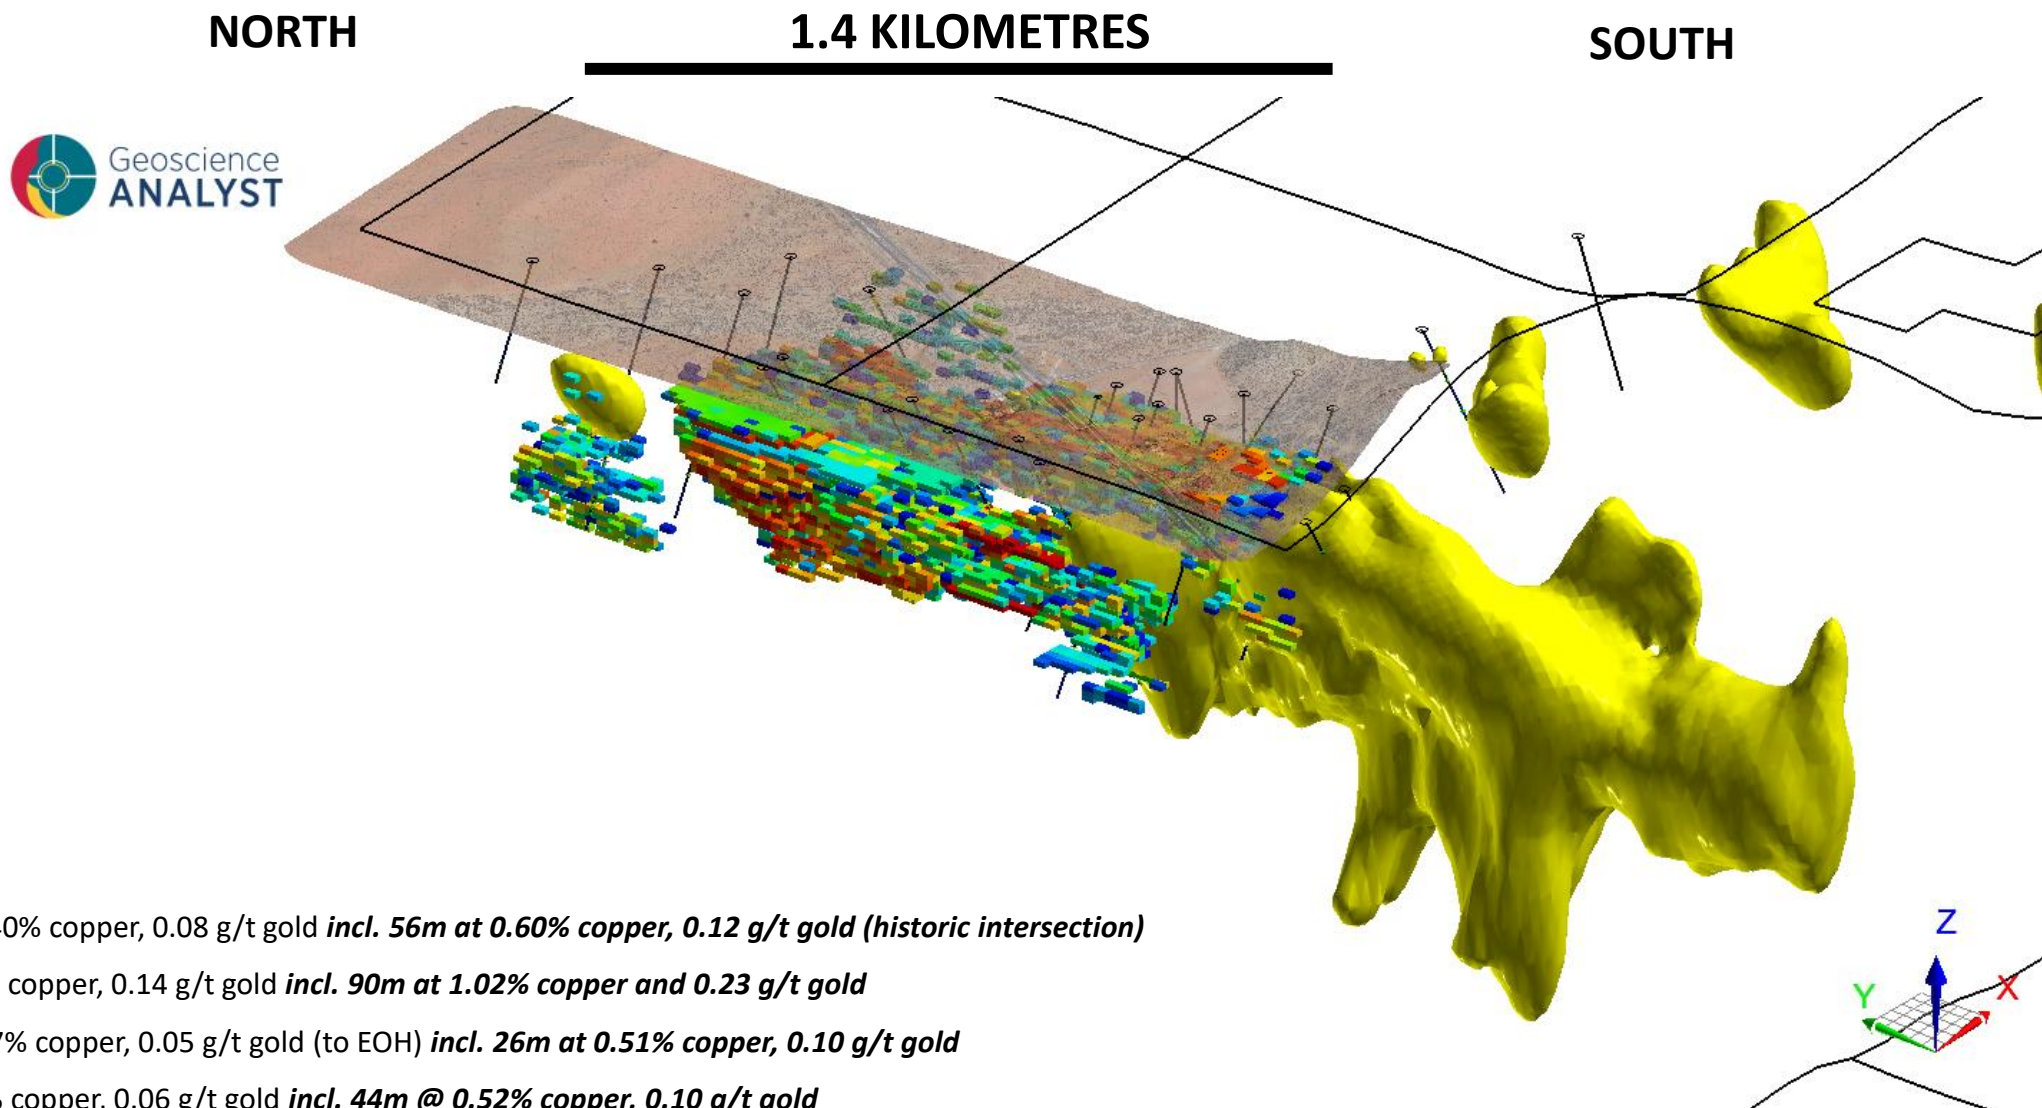 NORTH
1.4 KILOMETRES
SOUTH
Geoscience
ANALYST
0% copper, 0.08 g/t gold incl. 56m at 0.60% copper, 0.12 g/t gold (historic intersection)
copper, 0.14 g/t gold incl. 90m at 1.02% copper and 0.23 g/t gold
% copper, 0.05 g/t gold (to EOH) incl. 26m at 0.51% copper, 0.10 g/t gold
copper, 0.06 g/t gold incl. 44m @ 0.52% copper, 0.10 g/t gold
Z
Y
X